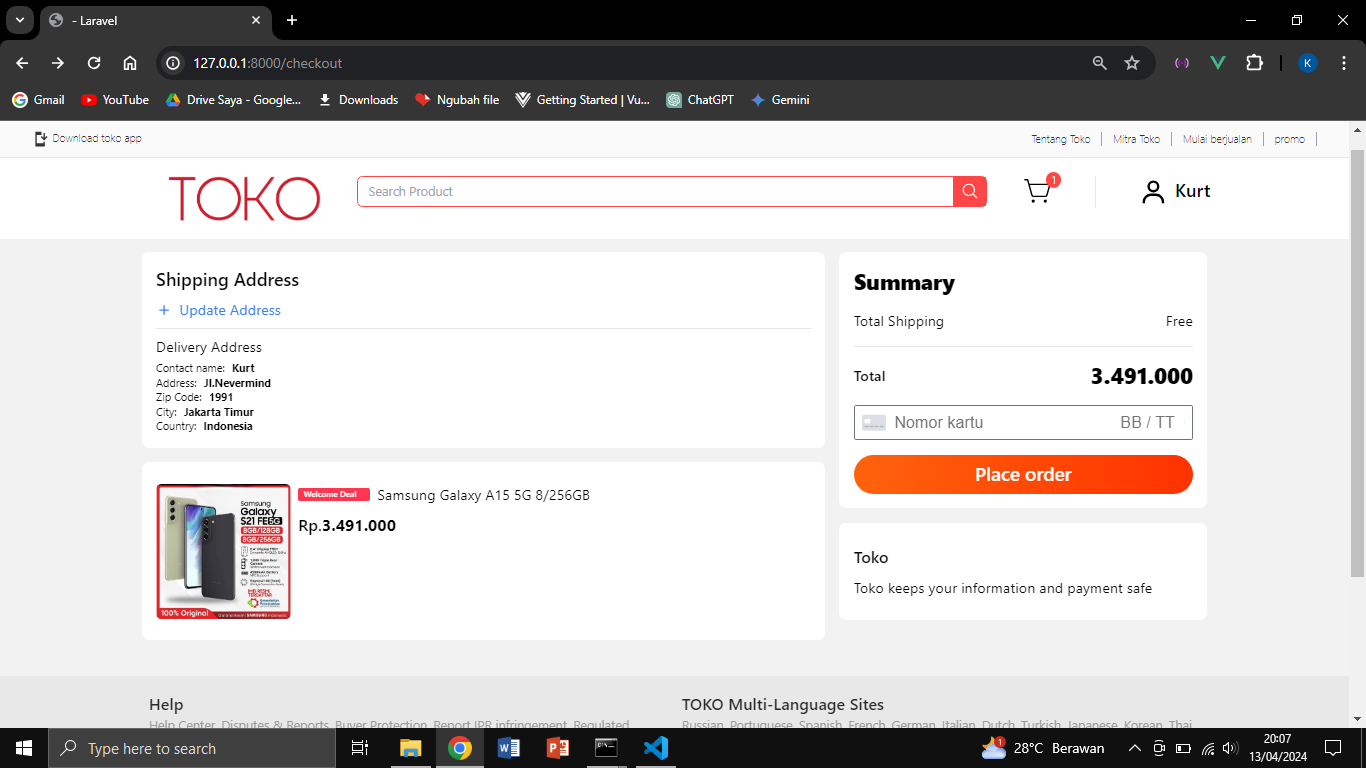 - Laravel
127.0.0.1:8000/checkout
K
Gmail YouTube Drive Saya - Google... Downloads Ngubah file Getting Started | Vu... ChatGPT Gemini
Download toko app Tentang Toko Mitra Toko Mulai berjualan promo
TOKO Search Product 1 Kurt
Shipping Address
Update Address
Delivery Address
Contact name: Kurt
Address: Jl.Nevermind
Zip Code: 1991
City: Jakarta Timur
Country: Indonesia
Summary
Total Shipping Free
Total 3.491.000
Nomor kartu BB / TT
Place order
Samsung
Galaxy
S21 FE5G
8GB/128GB
8GB/256GB
100% Original
Welcome Deal Samsung Galaxy A15 5G 8/256GB
Rp.3.491.000
Toko
Toko keeps your information and payment safe
Help
Help Center, Disputes & Reports, Buyer Protection, Report IPR infringement, Regulated
TOKO Multi-Language Sites
Russian, Portuguese, Spanish, French, German, Italian, Dutch, Turkish, Japanese, Korean, Thai
Type here to search
1 28°C Berawan
20:07
13/04/2024